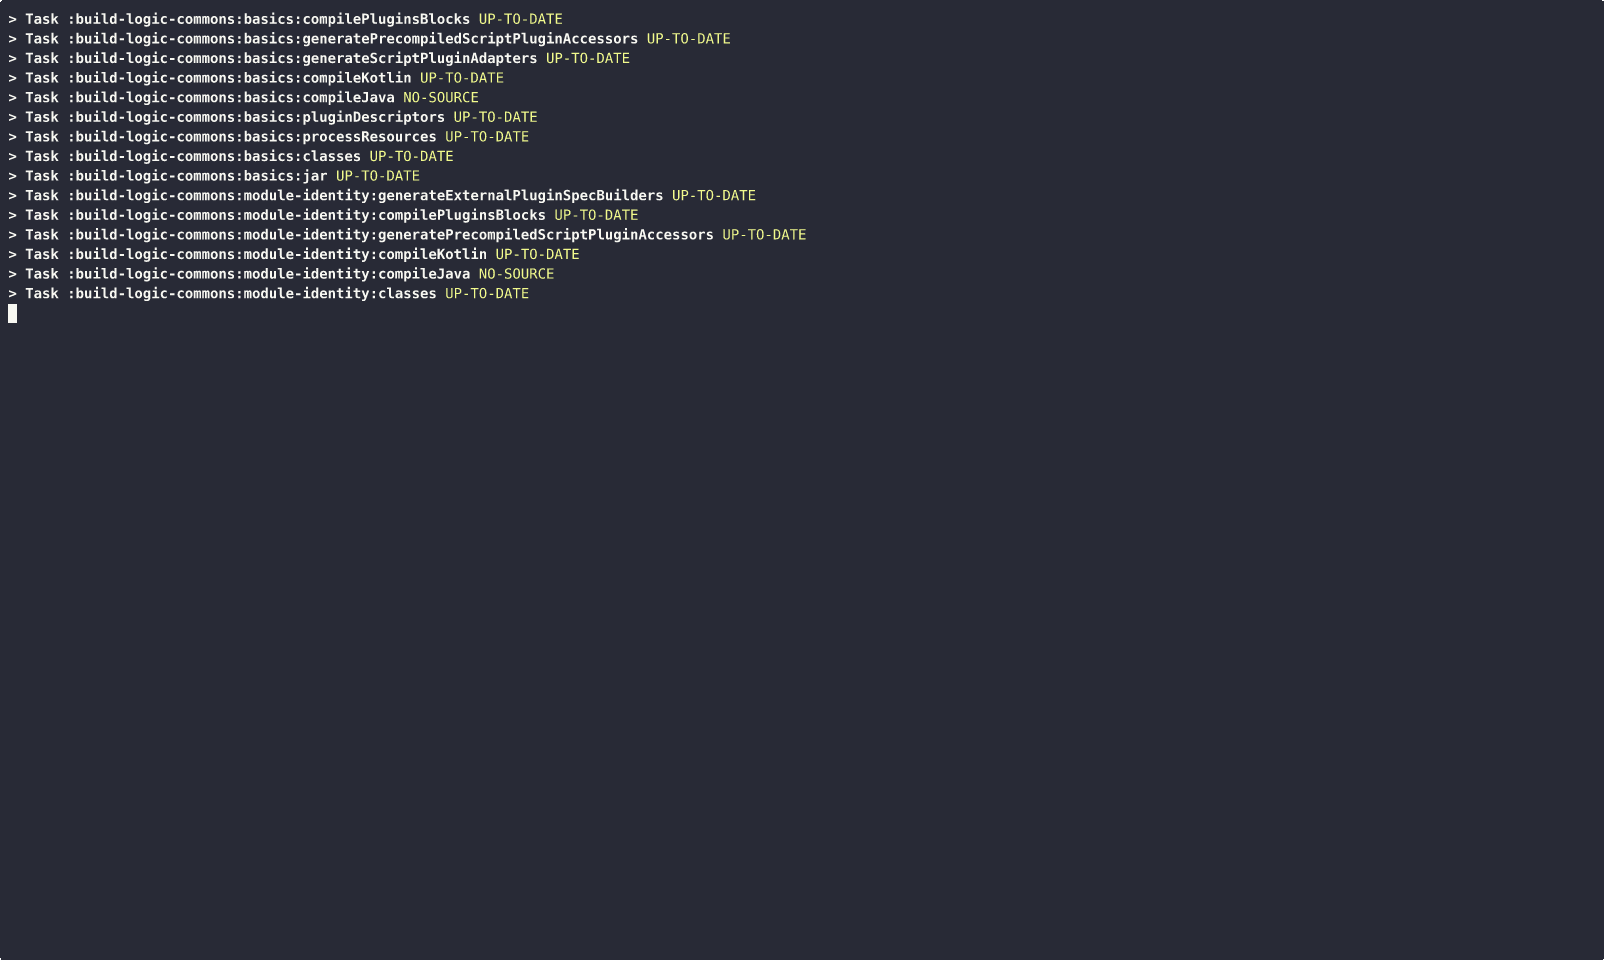 > Task :build-logic-commons:basics:compilePluginsBlocks UP-TO-DATE
> Task :build-logic-commons:basics:generatePrecompiledScriptPluginAccessors UP-TO-DATE
> Task :build-logic-commons:basics:generateScriptPluginAdapters UP-TO-DATE
> Task :build-logic-commons:basics:compileKotlin UP-TO-DATE
> Task :build-logic-commons:basics:compileJava NO-SOURCE
> Task :build-logic-commons:basics:pluginDescriptors UP-TO-DATE
> Task :build-logic-commons:basics:processResources UP-TO-DATE
> Task :build-logic-commons:basics:classes UP-TO-DATE
> Task :build-logic-commons:basics:jar UP-TO-DATE
> Task :build-logic-commons:module-identity:generateExternalPluginSpecBuilders UP-TO-DATE
> Task :build-logic-commons:module-identity:compilePluginsBlocks UP-TO-DATE
> Task :build-logic-commons:module-identity:generatePrecompiledScriptPluginAccessors UP-TO-DATE
> Task :build-logic-commons:module-identity:compileKotlin UP-TO-DATE
> Task :build-logic-commons:module-identity:compileJava NO-SOURCE
> Task :build-logic-commons:module-identity:classes UP-TO-DATE